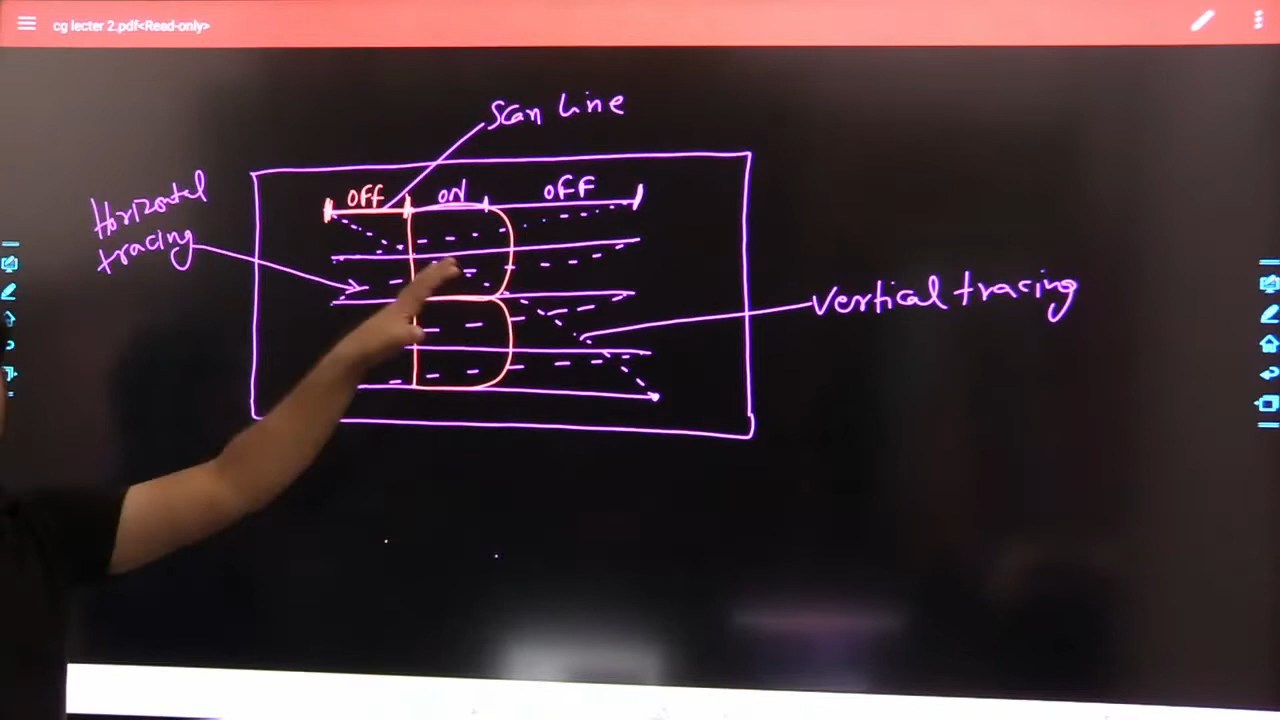 cg lecter 2.pdf<Read-only>
Scan Line
OFF ON OFF
Horizontal
tracing
Vertical tracing